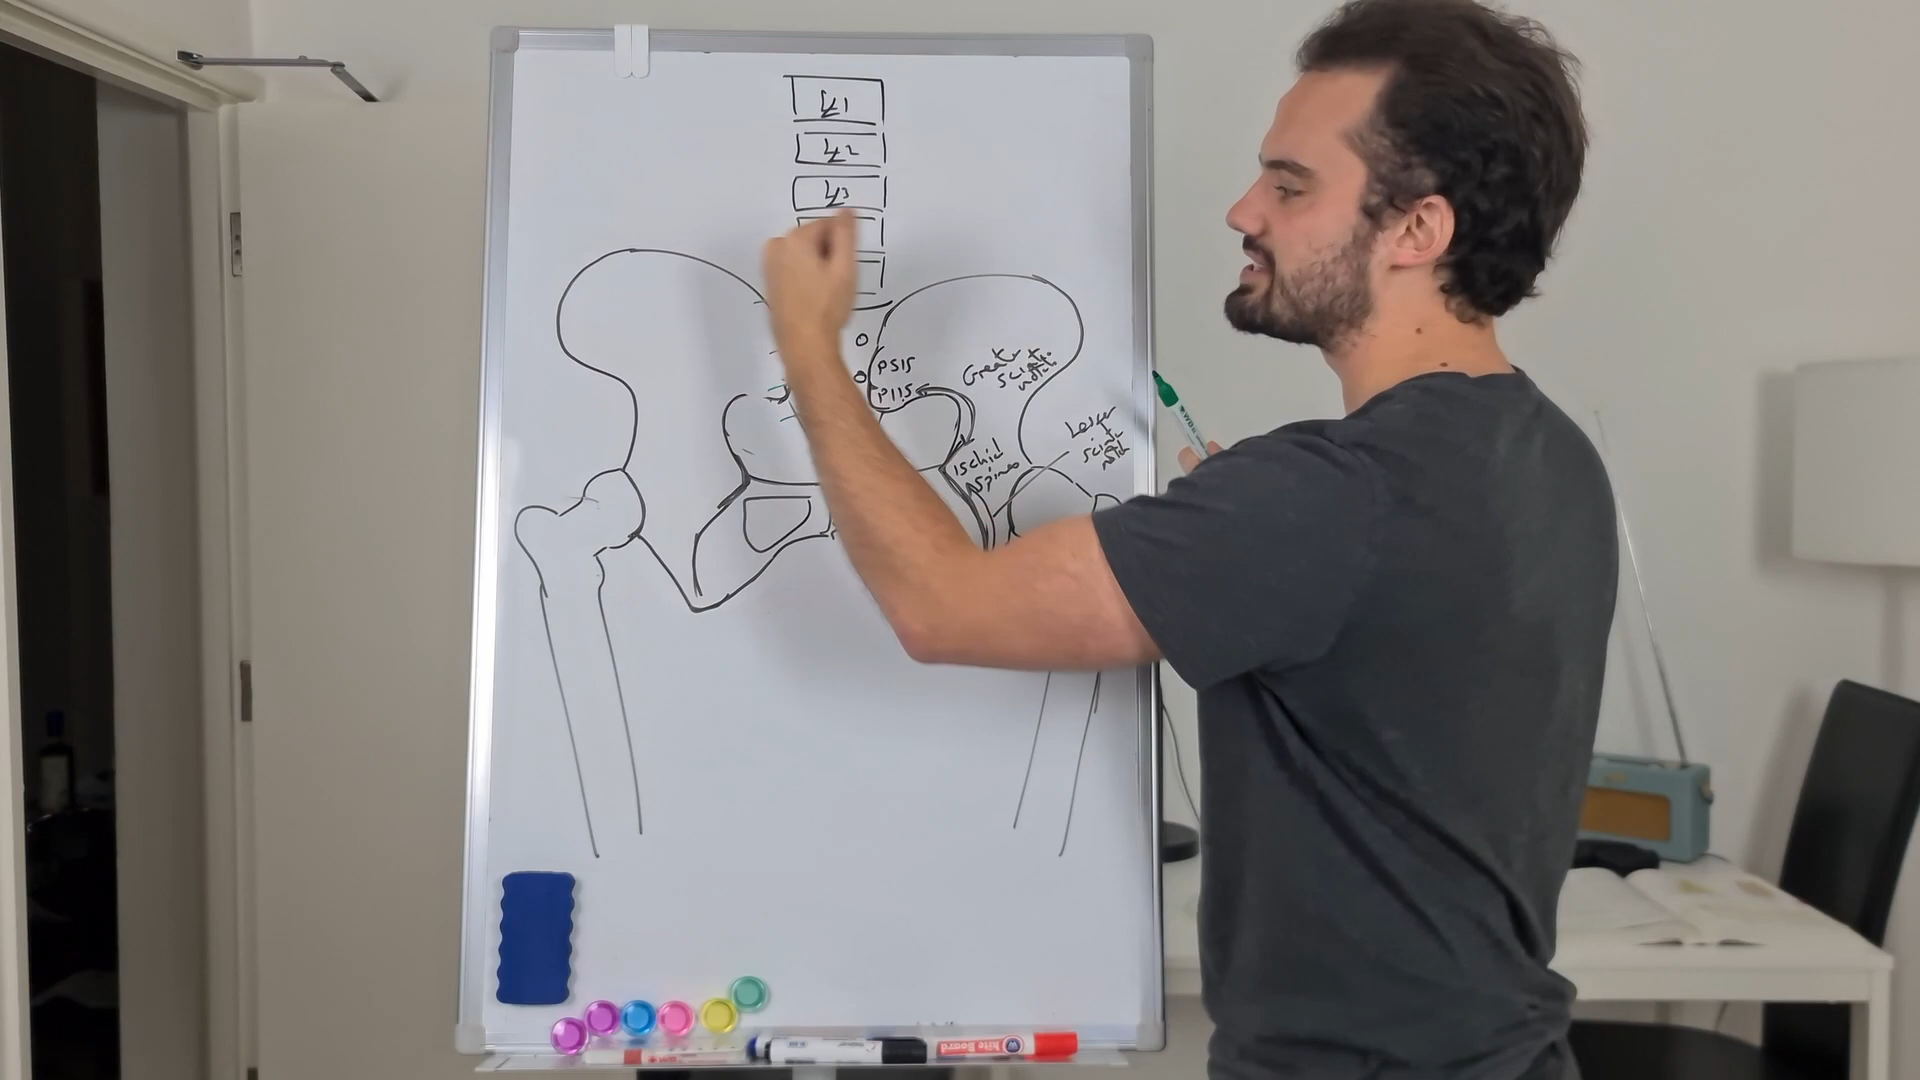 L1
L2
L3
PSIS
PIIS
Greater
sciatic
notch
Ischial
spine
Lesser
sciatic
notch